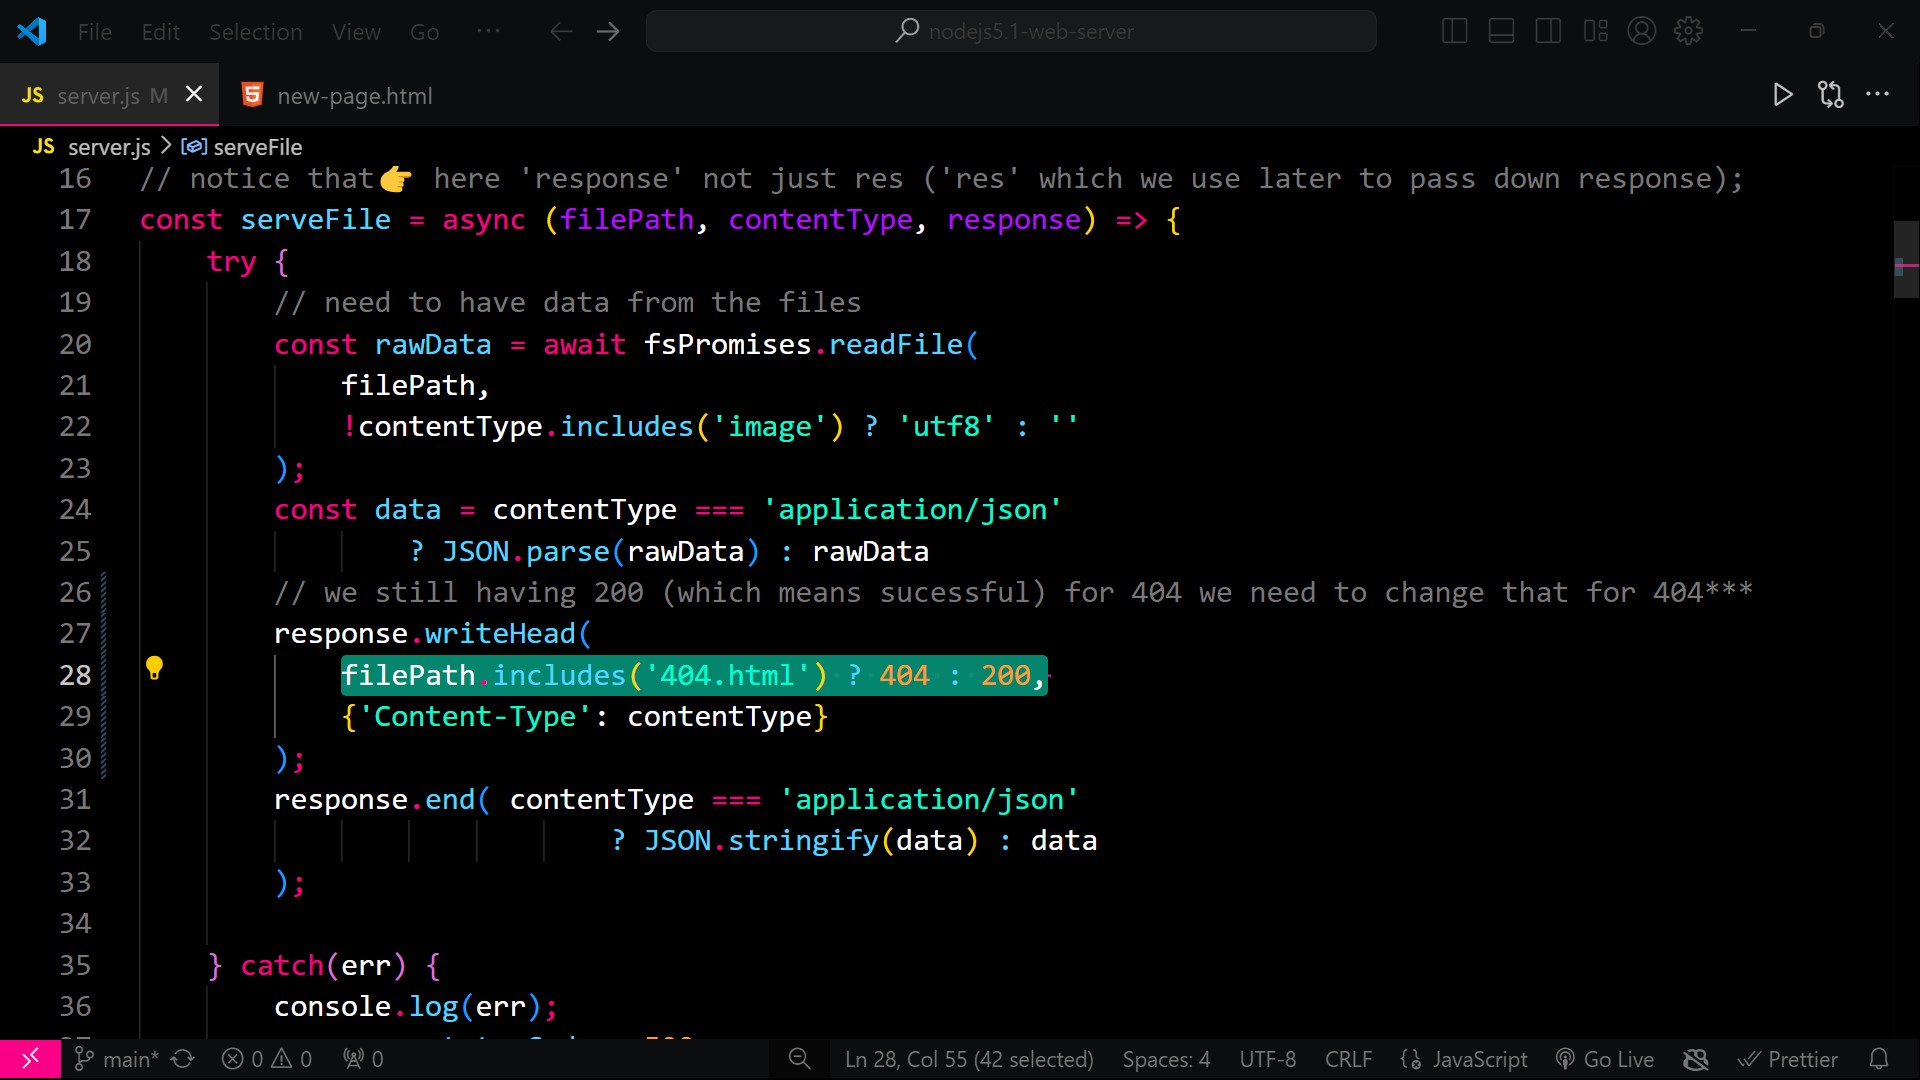 File Edit Selection View Go ··· nodejs5.1-web-server
JS server.js M new-page.html
JS server.js > serveFile
16 // notice that👉 here 'response' not just res ('res' which we use later to pass down response);
17 const serveFile = async (filePath, contentType, response) => {
18 try {
19 // need to have data from the files
20 const rawData = await fsPromises.readFile(
21 filePath,
22 !contentType.includes('image') ? 'utf8' : ''
23 );
24 const data = contentType === 'application/json'
25 ? JSON.parse(rawData) : rawData
26 // we still having 200 (which means sucessful) for 404 we need to change that for 404***
27 response.writeHead(
28 filePath.includes('404.html') ? 404 : 200,
29 {'Content-Type': contentType}
30 );
31 response.end( contentType === 'application/json'
32 ? JSON.stringify(data) : data
33 );
34
35 } catch(err) {
36 console.log(err);
main* 0 0 0 Ln 28, Col 55 (42 selected) Spaces: 4 UTF-8 CRLF {} JavaScript Go Live Prettier